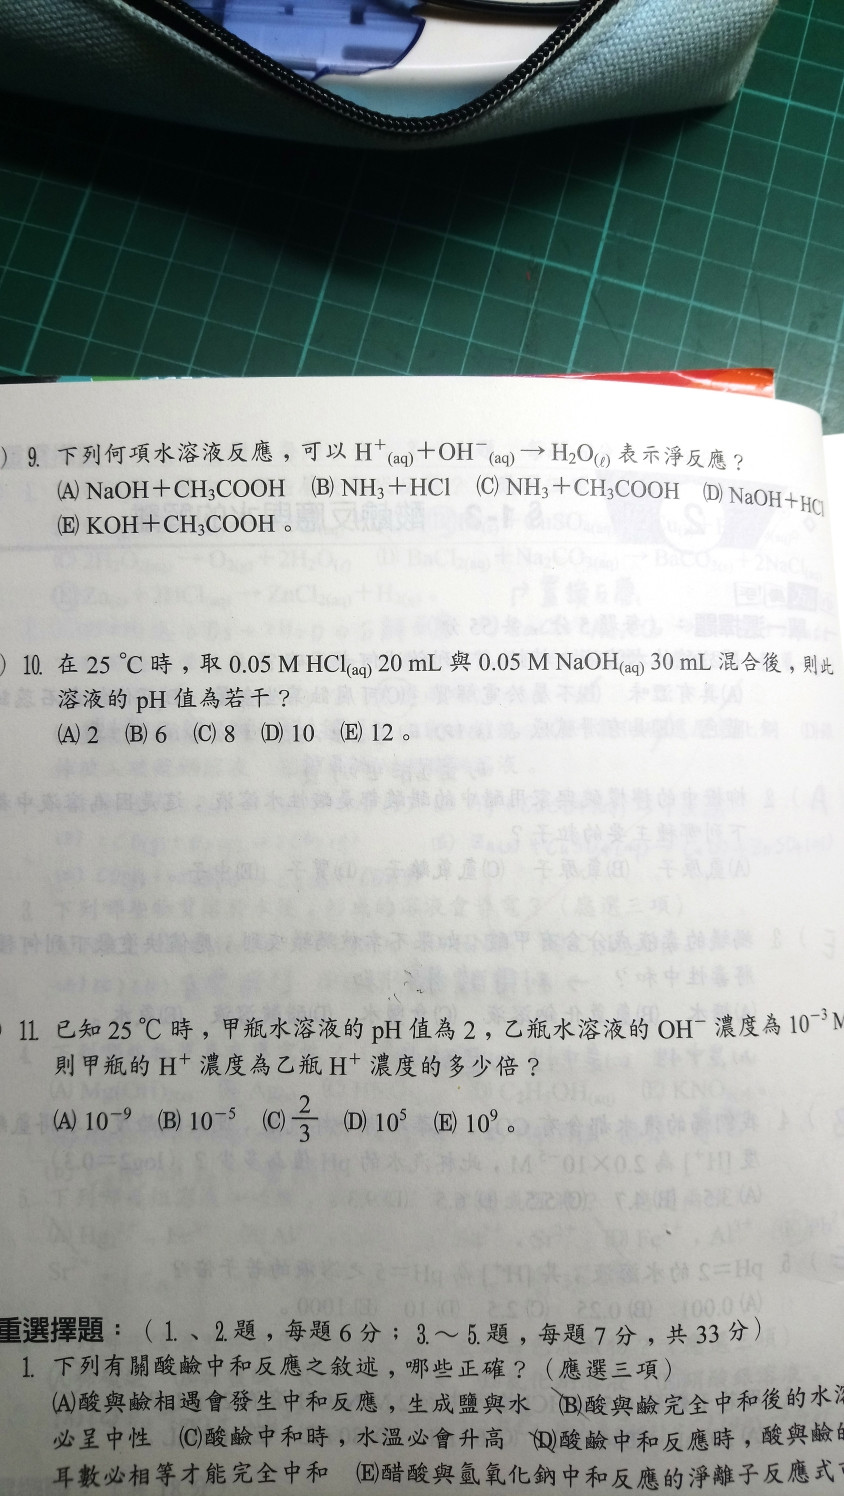 ) 9. 下列何項水溶液反應，可以 H⁺(aq)＋OH⁻(aq) → H₂O(ℓ) 表示淨反應？
(A) NaOH＋CH₃COOH (B) NH₃＋HCl (C) NH₃＋CH₃COOH (D) NaOH＋HCl
(E) KOH＋CH₃COOH。
) 10. 在 25 ℃ 時，取 0.05 M HCl(aq) 20 mL 與 0.05 M NaOH(aq) 30 mL 混合後，則此
溶液的 pH 值為若干？
(A) 2 (B) 6 (C) 8 (D) 10 (E) 12。
) 11. 已知 25 ℃ 時，甲瓶水溶液的 pH 值為 2，乙瓶水溶液的 OH⁻ 濃度為 10⁻³ M
則甲瓶的 H⁺ 濃度為乙瓶 H⁺ 濃度的多少倍？
(A) 10⁻⁹ (B) 10⁻⁵ (C) 2/3 (D) 10⁵ (E) 10⁹。
重選擇題：（1.、2.題，每題 6 分；3.～5.題，每題 7 分，共 33 分）
1. 下列有關酸鹼中和反應之敘述，哪些正確？（應選三項）
(A)酸與鹼相遇會發生中和反應，生成鹽與水 (B)酸與鹼完全中和後的水溶
必呈中性 (C)酸鹼中和時，水溫必會升高 (D)酸鹼中和反應時，酸與鹼的
耳數必相等才能完全中和 (E)醋酸與氫氧化鈉中和反應的淨離子反應式可